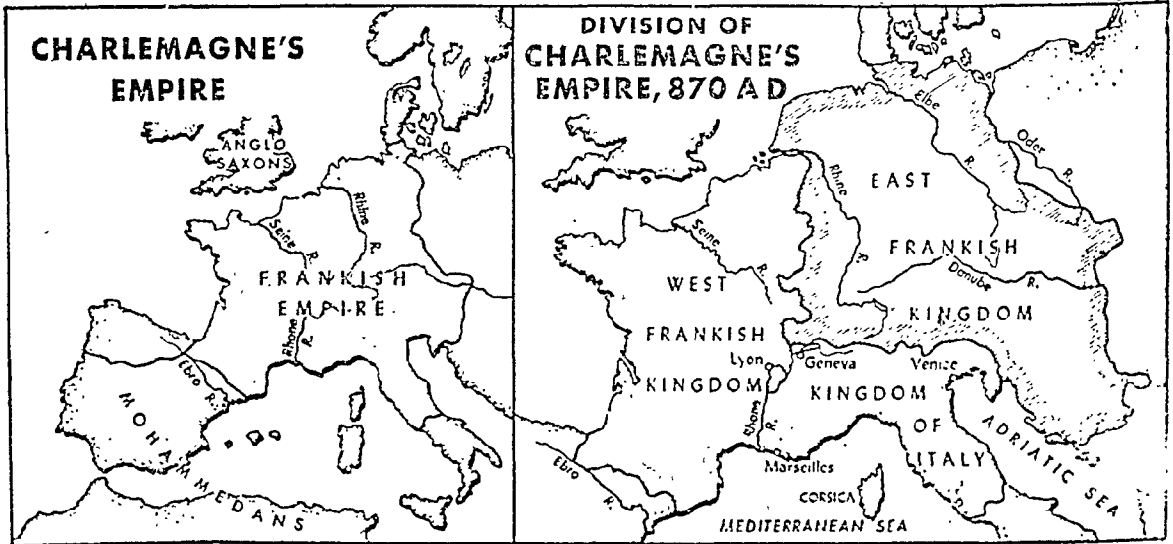 CHARLEMAGNE'S
EMPIRE
ANGLO
SAXONS
Rhine
R.
Seine
R.
FRANKISH
EMPIRE
Rhone
R.
Ebro
R.
MOHAMMEDANS
DIVISION OF
CHARLEMAGNE'S
EMPIRE, 870 AD
Elbe
R.
Oder
R.
Rhine
R.
EAST
FRANKISH
KINGDOM
Danube
R.
Seine
R.
WEST
FRANKISH
KINGDOM
Lyon
Geneva
Venice
KINGDOM
OF
ITALY
Rhone
R.
ADRIATIC SEA
Ebro
R.
Marseilles
CORSICA
MEDITERRANEAN SEA